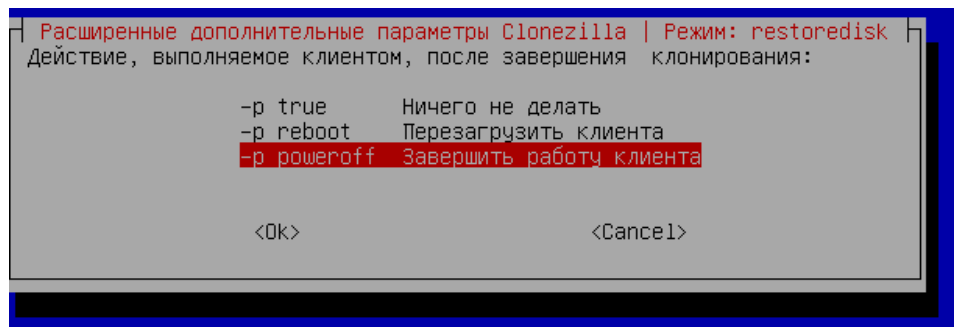 Расширенные дополнительные параметры Clonezilla | Режим: restoredisk
Действие, выполняемое клиентом, после завершения клонирования:
-p true Ничего не делать
-p reboot Перезагрузить клиента
-p poweroff Завершить работу клиента
<Ok> <Cancel>